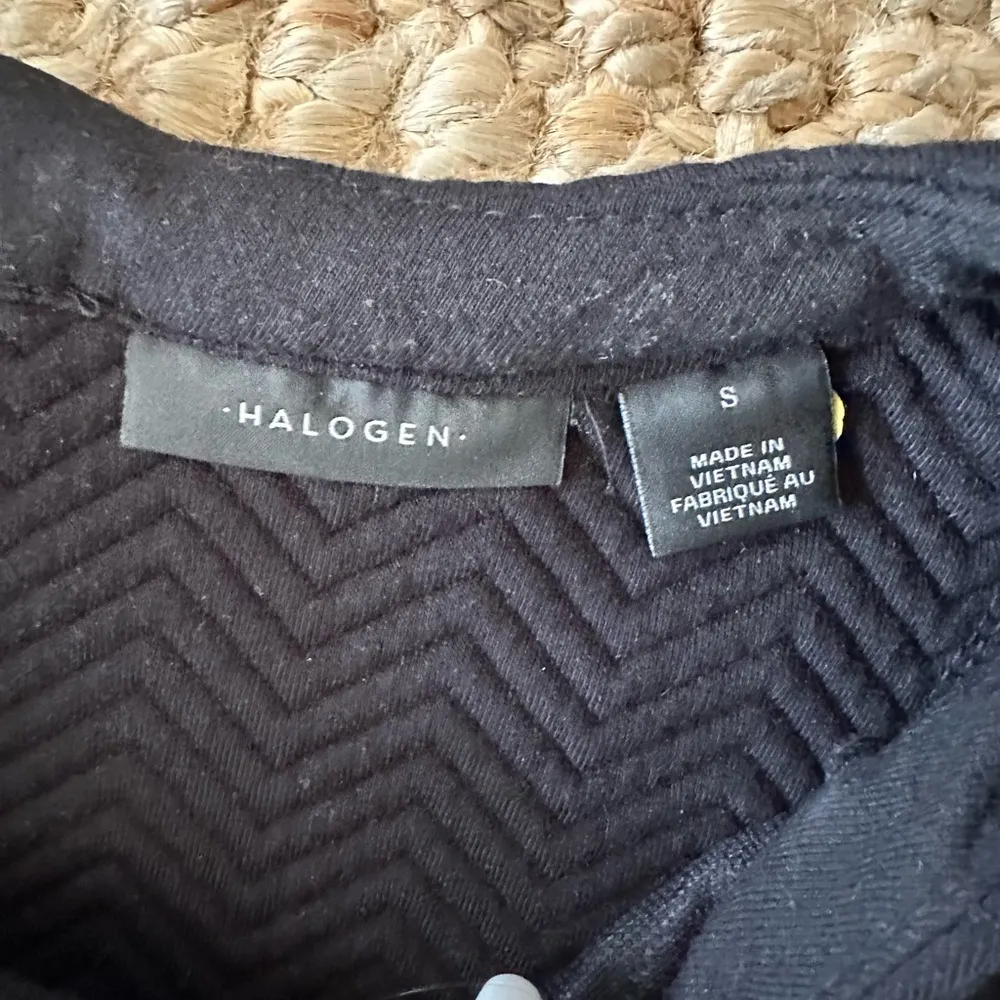 ·HALOGEN·
S
MADE IN
VIETNAM
FABRIQUÉ AU
VIETNAM